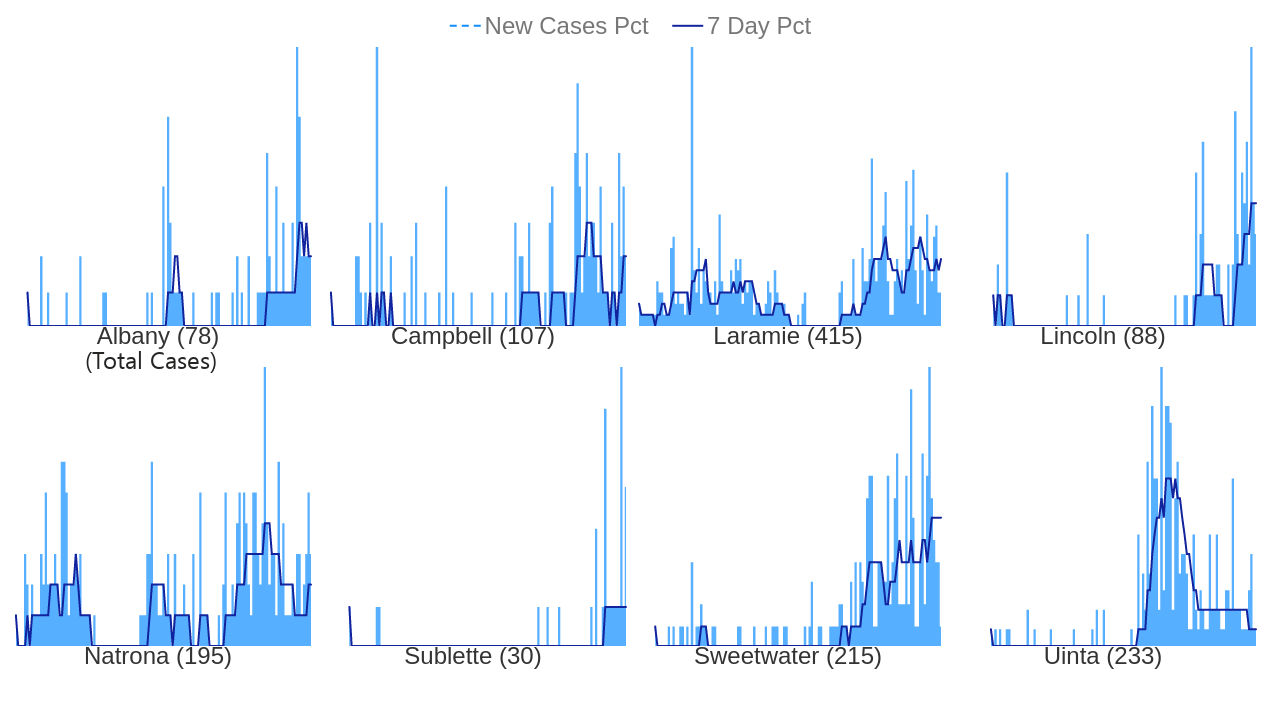 New Cases Pct 7 Day Pct
Albany (78)
(Total Cases)
Campbell (107)
Laramie (415)
Lincoln (88)
Natrona (195)
Sublette (30)
Sweetwater (215)
Uinta (233)